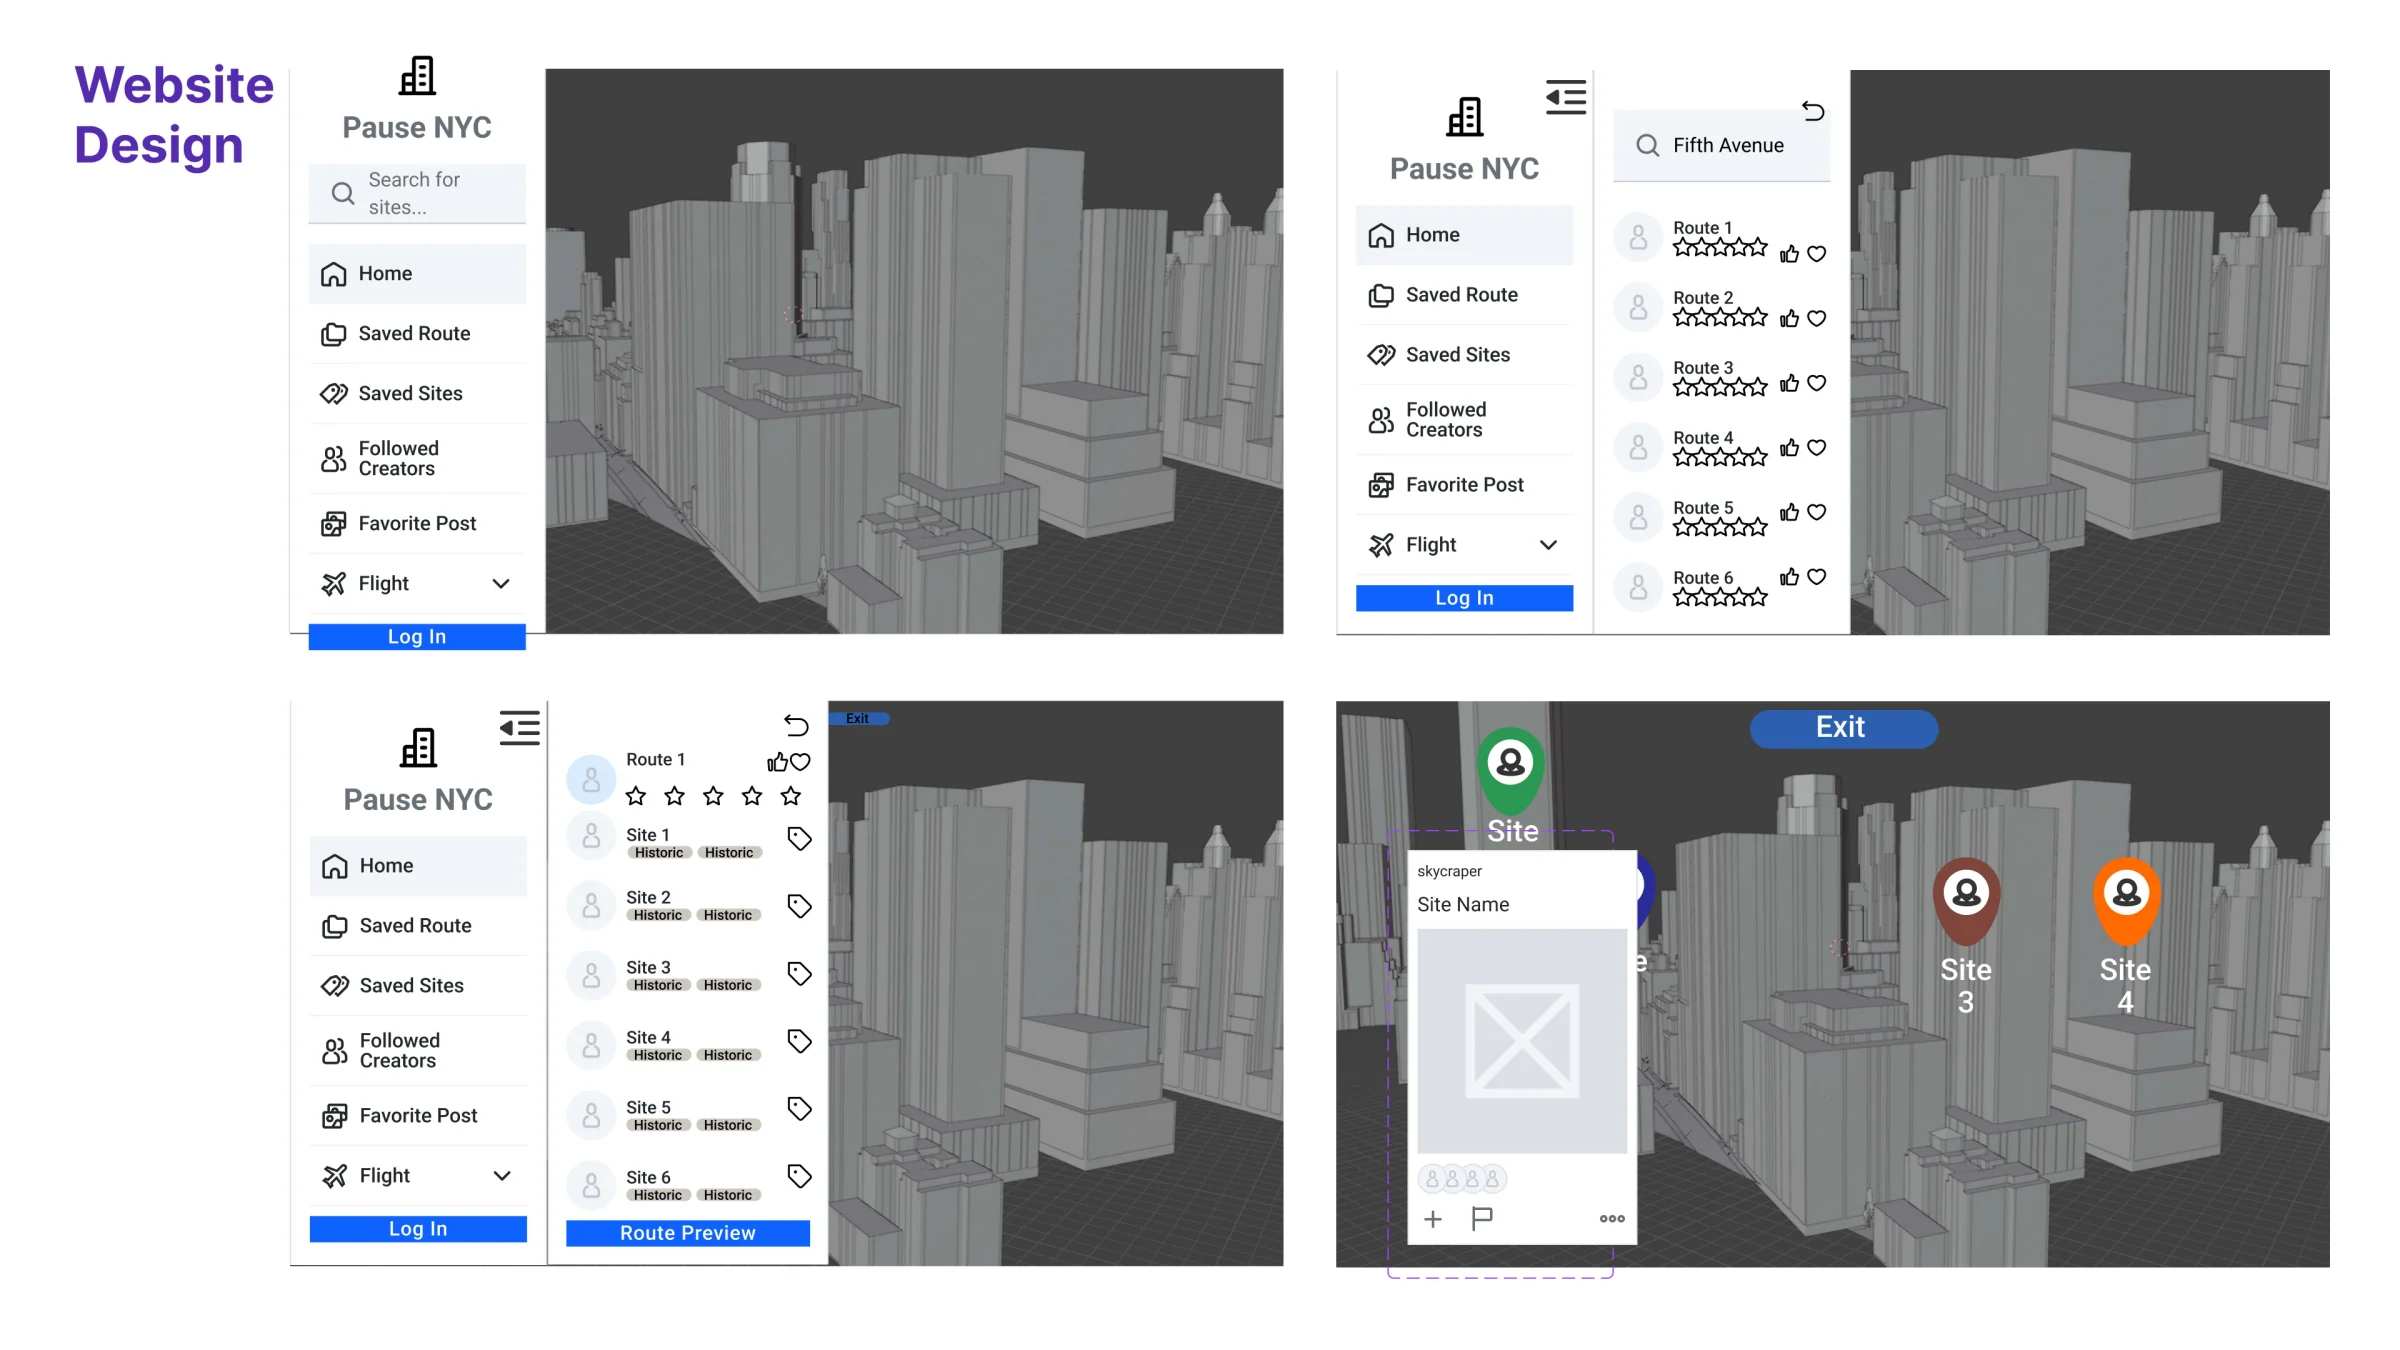 Website
Design
Pause NYC
Search for
sites...
Home
Saved Route
Saved Sites
Followed
Creators
Favorite Post
Flight
Log In
Pause NYC
Home
Saved Route
Saved Sites
Followed
Creators
Favorite Post
Flight
Log In
Fifth Avenue
Route 1
Route 2
Route 3
Route 4
Route 5
Route 6
Pause NYC
Home
Saved Route
Saved Sites
Followed
Creators
Favorite Post
Flight
Log In
Route 1
Site 1
Historic Historic
Site 2
Historic Historic
Site 3
Historic Historic
Site 4
Historic Historic
Site 5
Historic Historic
Site 6
Historic Historic
Route Preview
Exit
Exit
Site
skycraper
Site Name
e
Site
3
Site
4